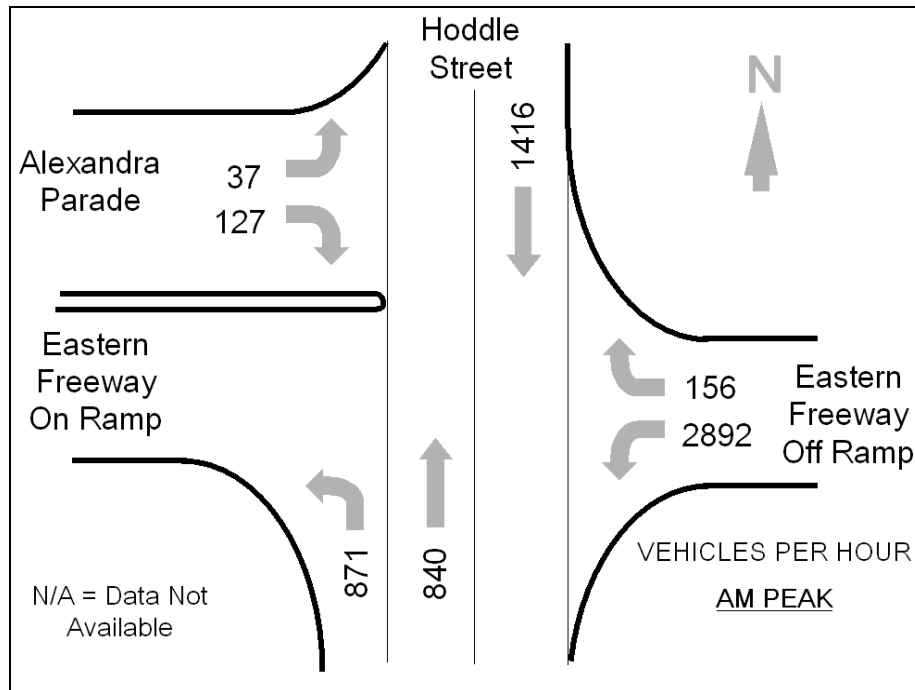 Hoddle
Street
N
1416
Alexandra
Parade
37
127
Eastern
Freeway
On Ramp
156
2892
Eastern
Freeway
Off Ramp
871
840
VEHICLES PER HOUR
AM PEAK
N/A = Data Not
Available